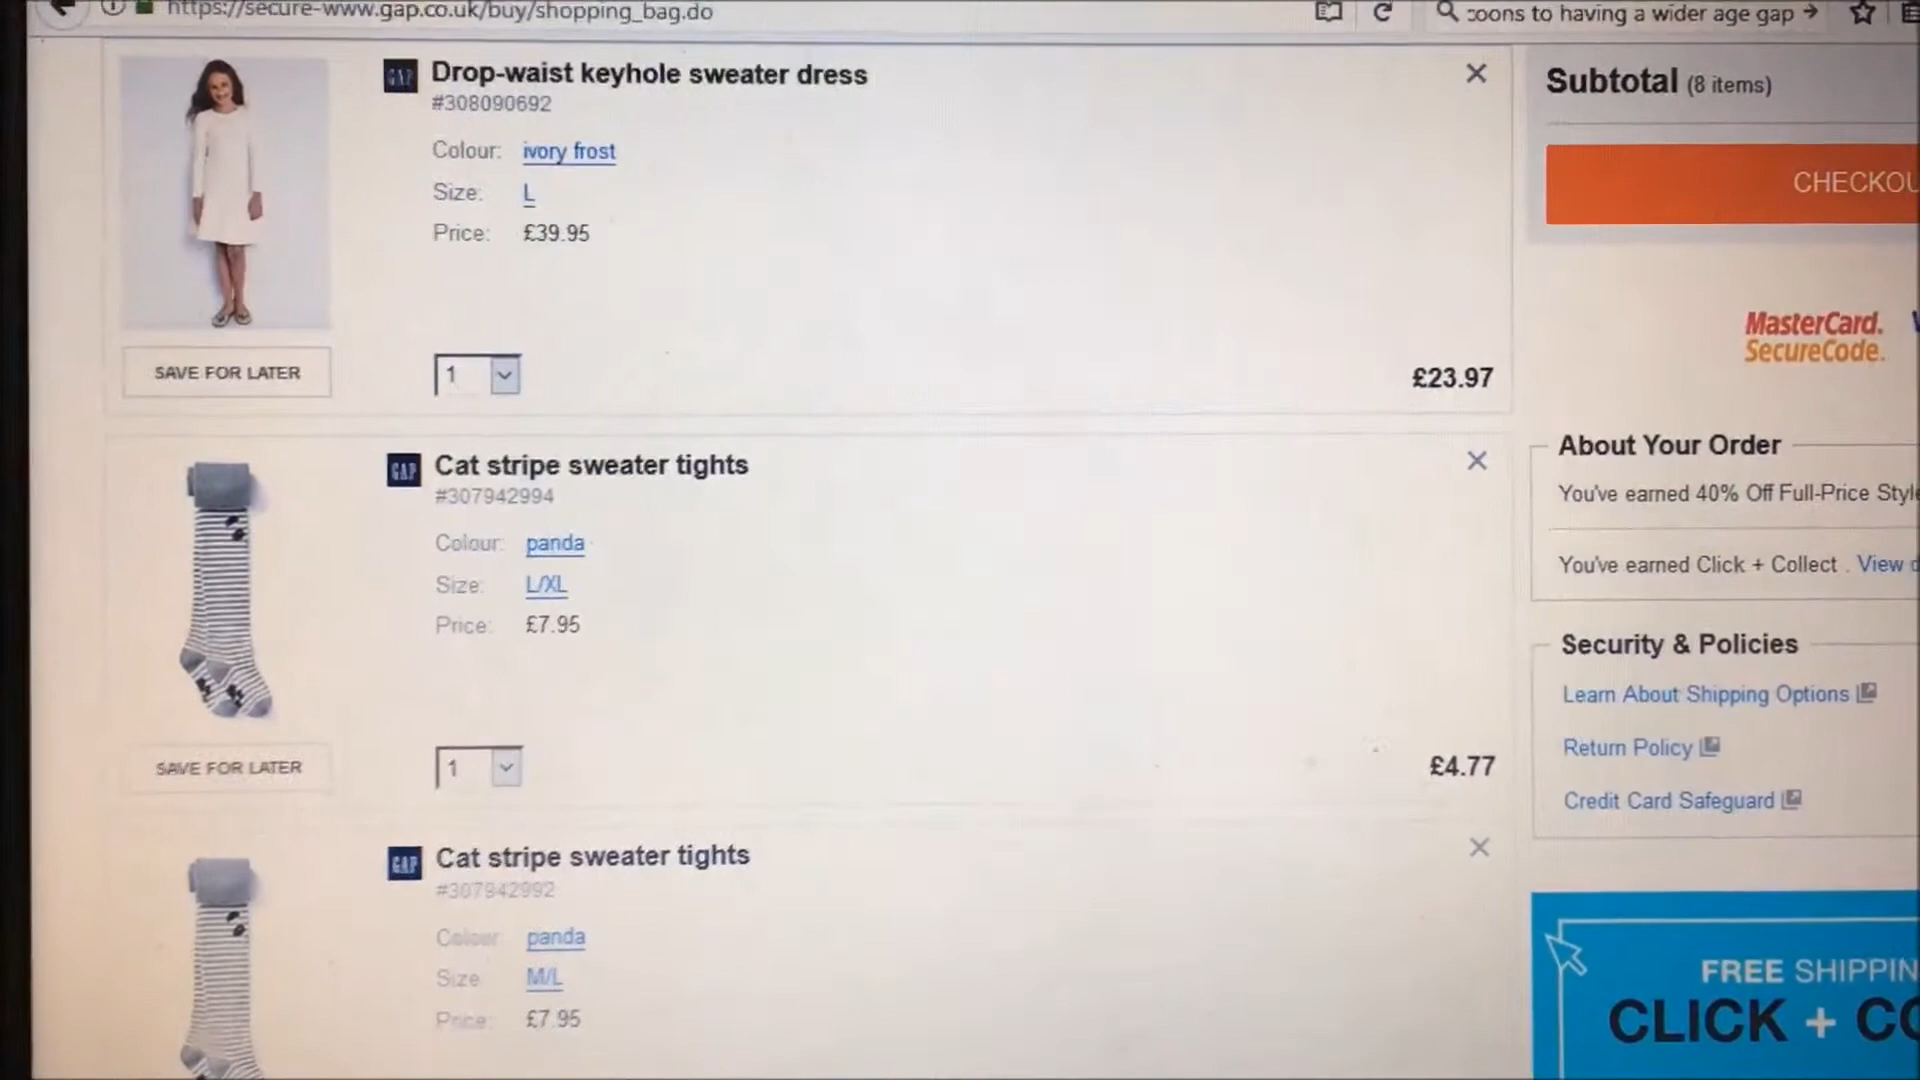 https://secure-www.gap.co.uk/buy/shopping_bag.do
to having a wider age gap
GAP
Drop-waist keyhole sweater dress
#308090692
Colour: ivory frost
Size: L
Price: £39.95
SAVE FOR LATER
1
£23.97
GAP
Cat stripe sweater tights
#307942994
Colour: panda
Size: L/XL
Price: £7.95
SAVE FOR LATER
1
£4.77
GAP
Cat stripe sweater tights
#307942992
Colour: panda
Size: M/L
Price: £7.95
Subtotal (8 items)
CHECKOU
MasterCard.
SecureCode.
About Your Order
You've earned 40% Off Full-Price Style
You've earned Click + Collect . View
Security & Policies
Learn About Shipping Options
Return Policy
Credit Card Safeguard
FREE SHIPPIN
CLICK + CO